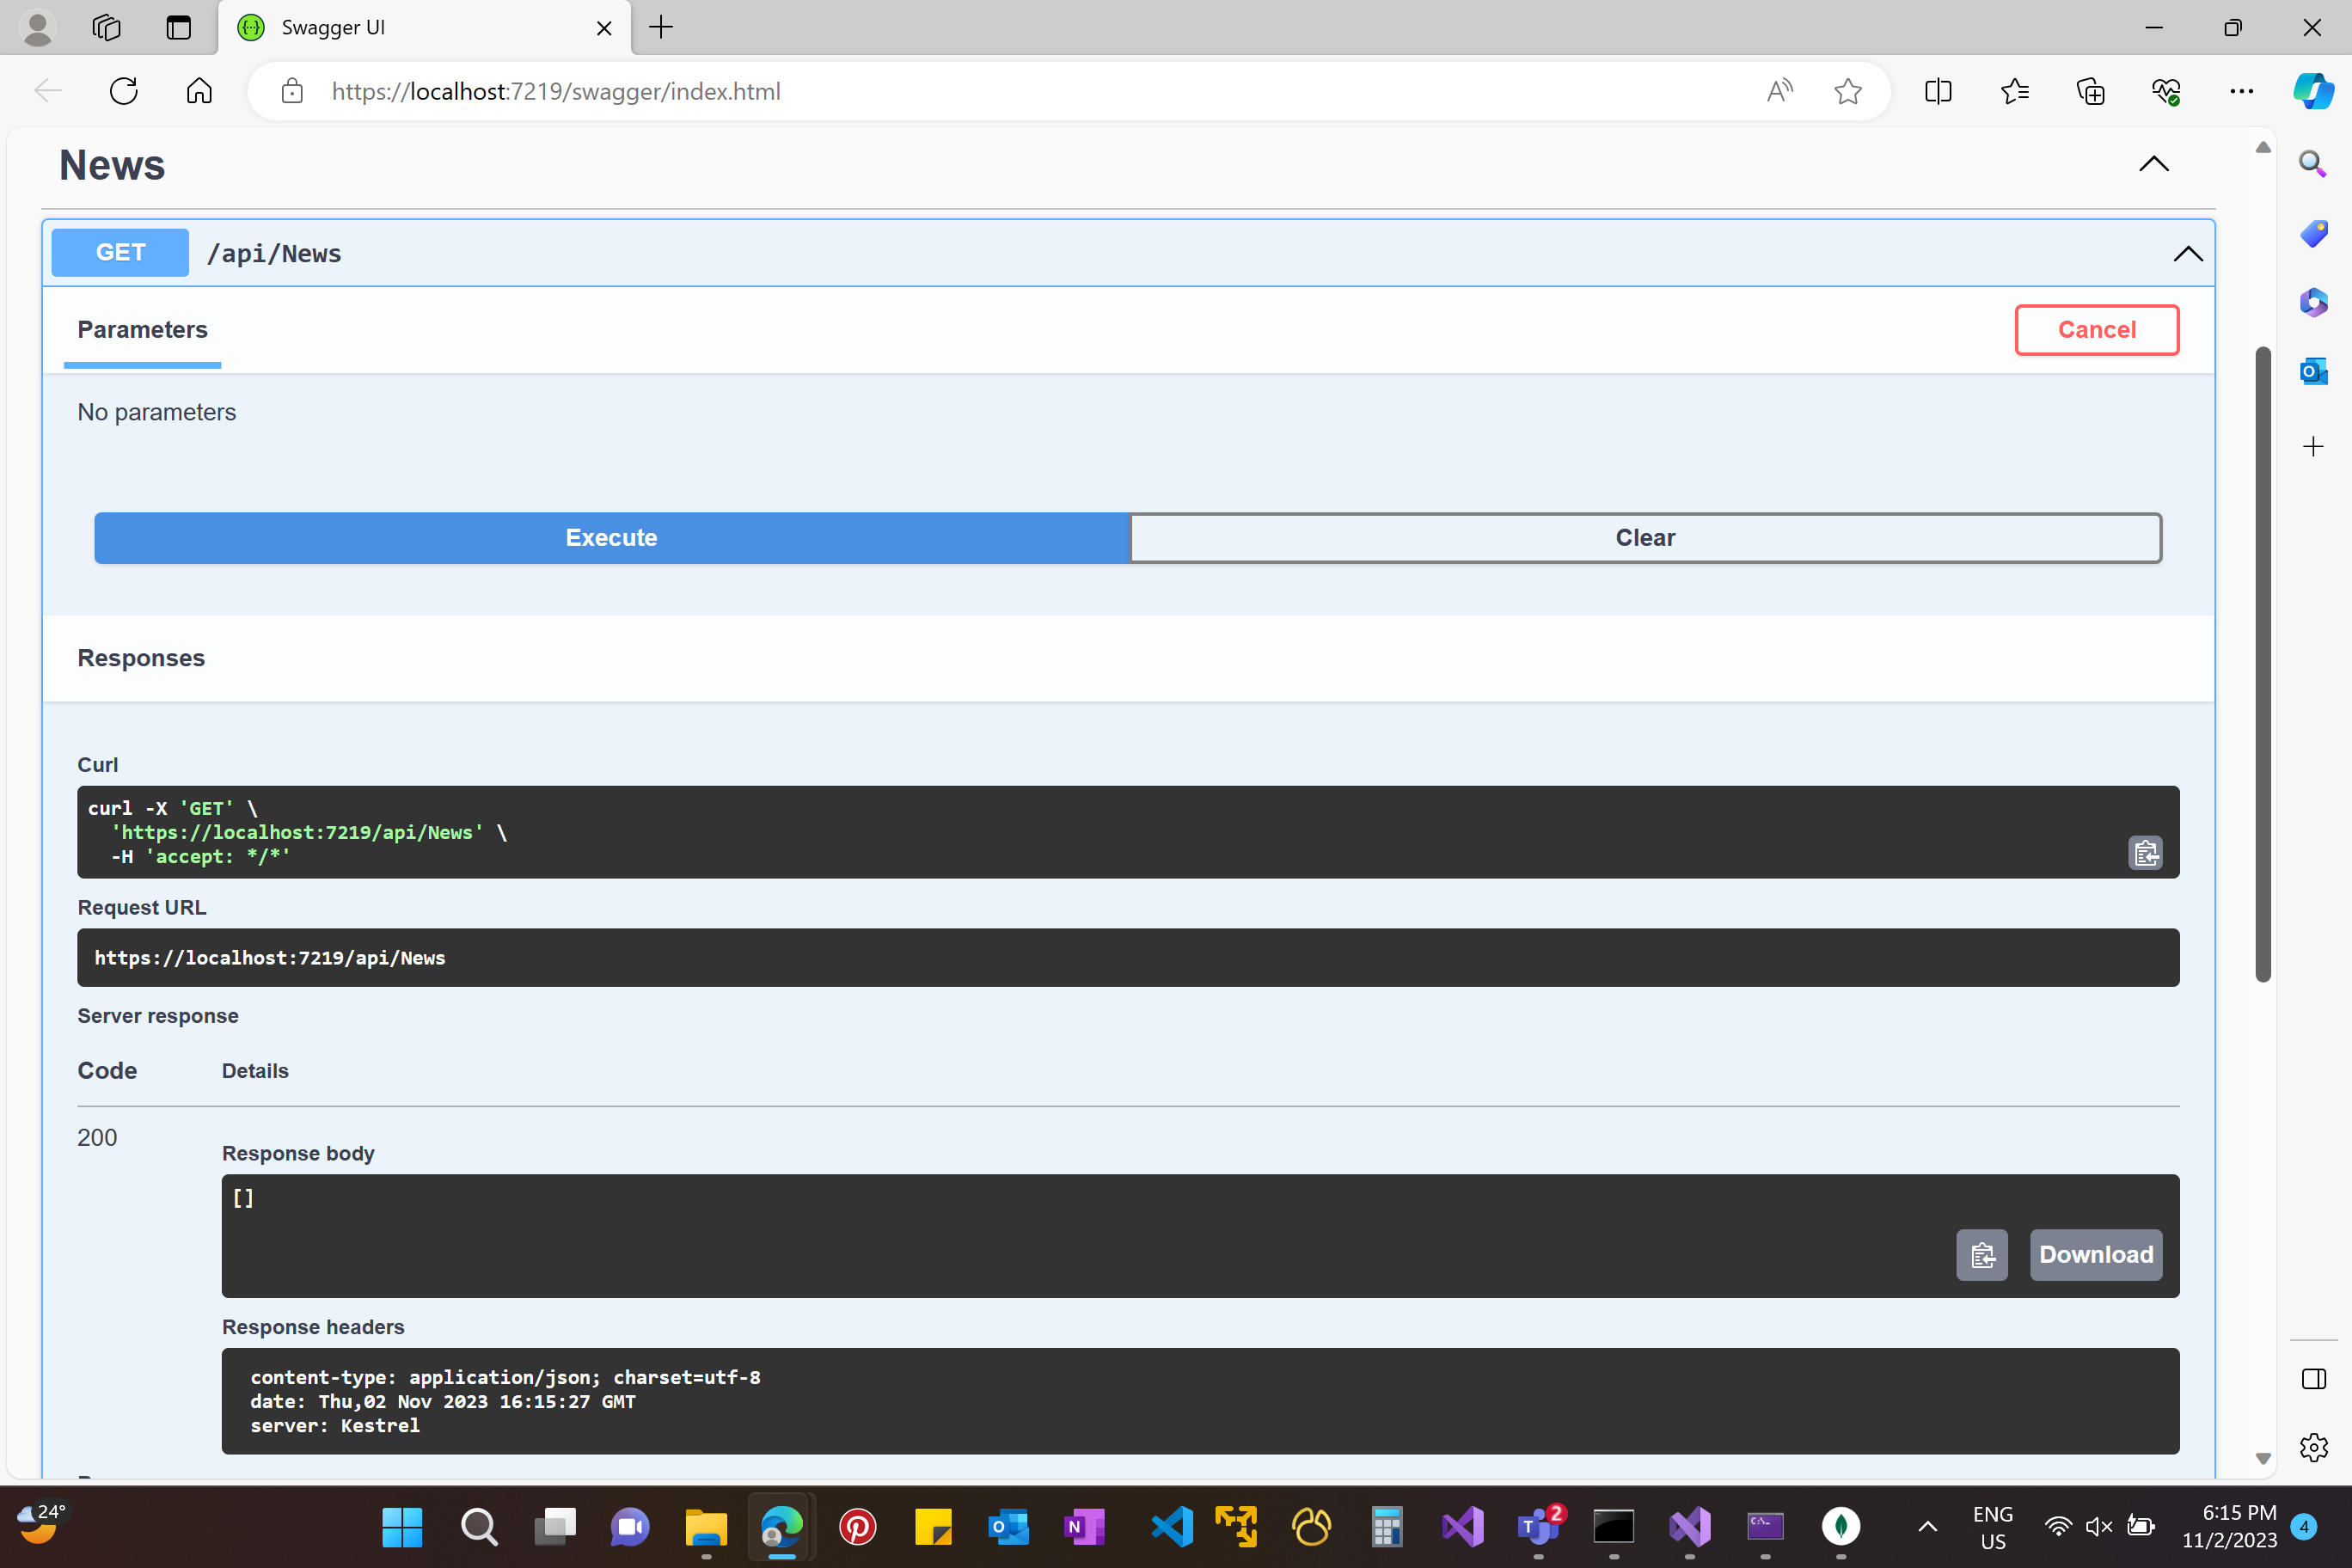 Swagger UI
https://localhost:7219/swagger/index.html
News
GET /api/News
Parameters
Cancel
No parameters
Execute
Clear
Responses
Curl
curl -X 'GET' \
'https://localhost:7219/api/News' \
-H 'accept: */*'
Request URL
https://localhost:7219/api/News
Server response
Code Details
200
Response body
[]
Download
Response headers
content-type: application/json; charset=utf-8
date: Thu,02 Nov 2023 16:15:27 GMT
server: Kestrel
24°
2
ENG
US
6:15 PM
11/2/2023
4